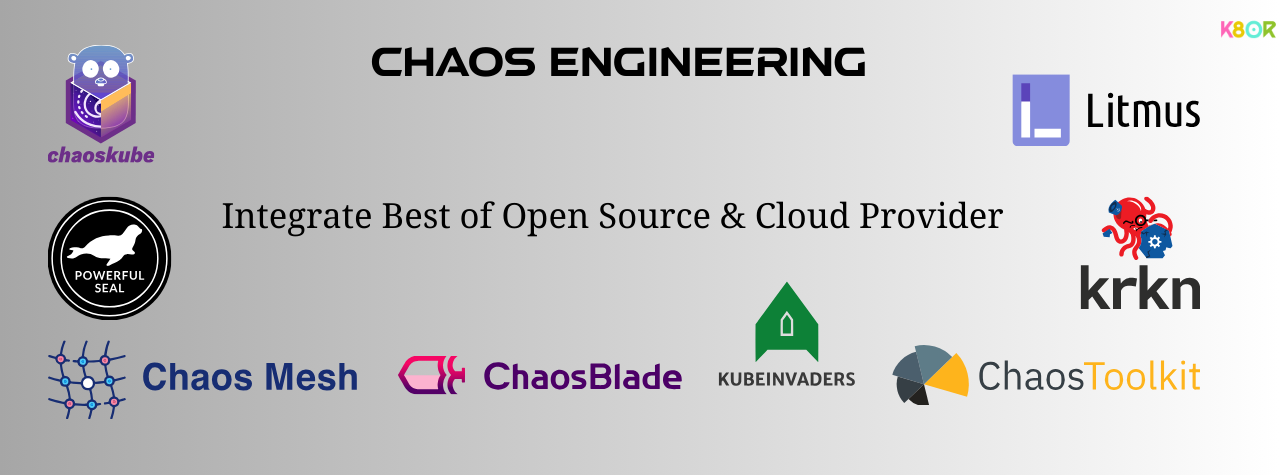 K8OR
CHAOS ENGINEERING
Litmus
chaoskube
Integrate Best of Open Source & Cloud Provider
POWERFUL
SEAL
krkn
Chaos Mesh
ChaosBlade
KUBEINVADERS
ChaosToolkit